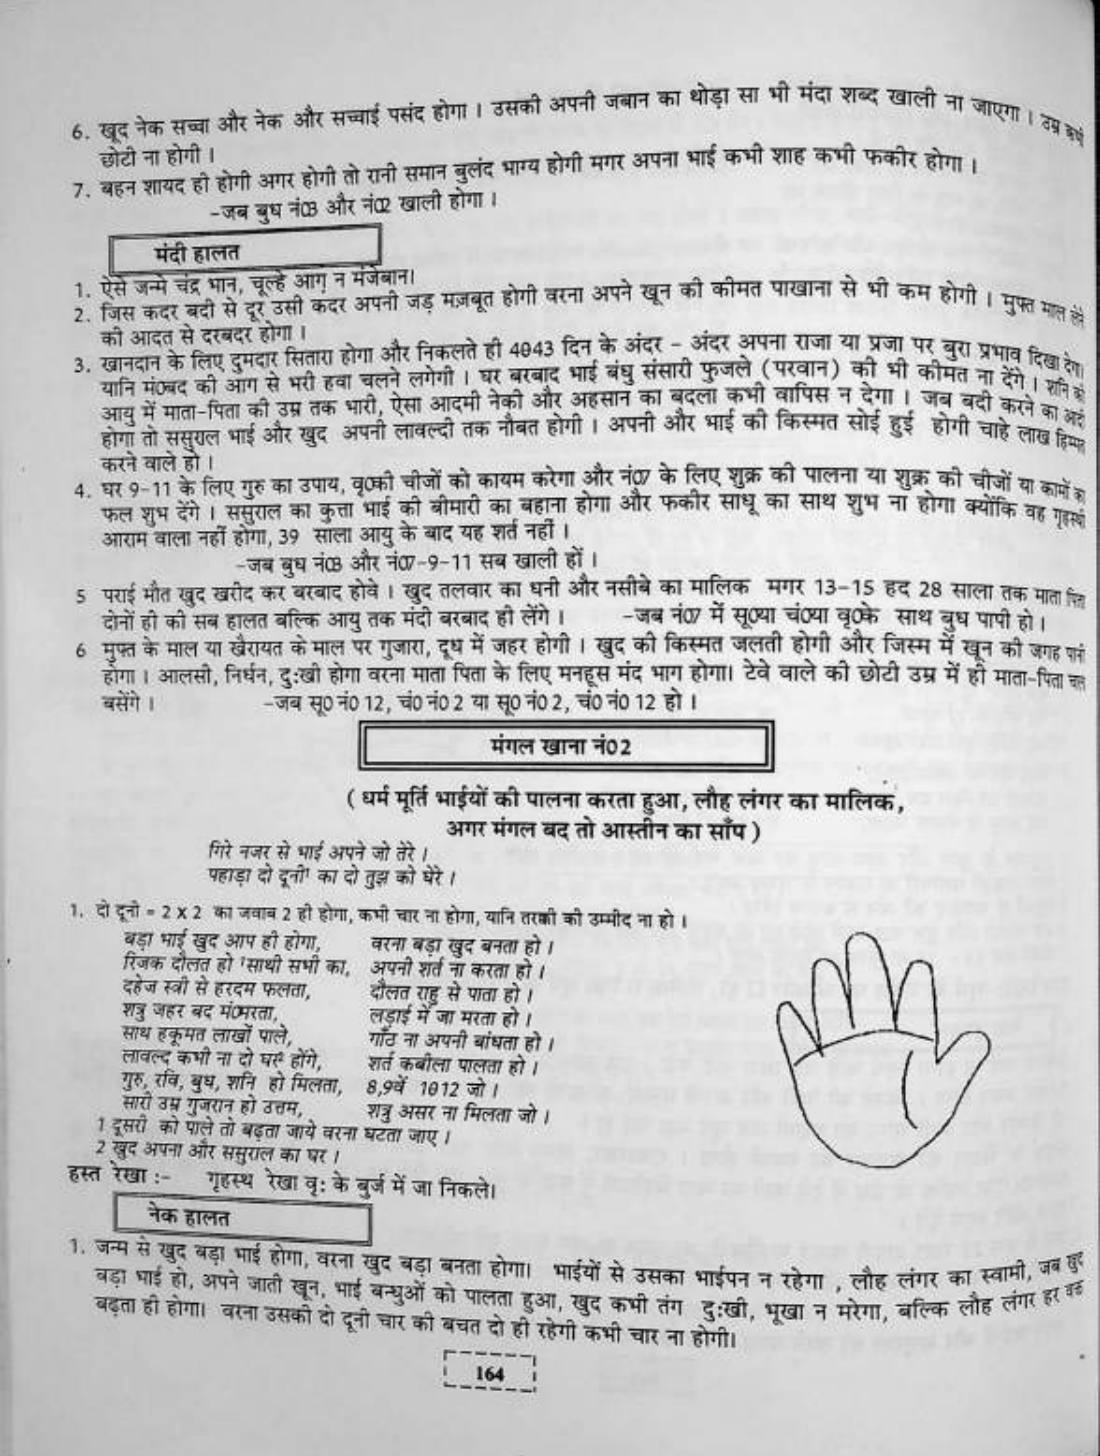 6. खूद नेक सच्चा और नेक और सच्चाई पसंद होगा । उसकी अपनी जबान का थोड़ा सा भी मंदा शब्द खाली ना जाएगा । उम्र कभी
छोटी ना होगी ।
7. बहन शायद ही होगी अगर होगी तो रानी समान बुलंद भाग्य होगी मगर अपना भाई कभी शाह कभी फकीर होगा ।
-जब बुध नं03 और नं02 खाली होगा ।
मंदी हालत
1. ऐसे जन्मे चंद्र भान, चूल्हे आग़ न मंजेबान।
2. जिस कदर बदी से दूर उसी कदर अपनी जड़ मज़बूत होगी वरना अपने खून की कीमत पाखाना से भी कम होगी । मुफ्त माल लेने
की आदत से दरबदर होगा ।
3. खानदान के लिए दुमदार सितारा होगा और निकलते ही 4043 दिन के अंदर - अंदर अपना राजा या प्रजा पर बुरा प्रभाव दिखा देगा।
यानि मं0बद की आग से भरी हवा चलने लगेगी । घर बरबाद भाई बंधु संसारी फुजले (परवान) की भी कीमत ना देंगे । शनि की
आयु में माता-पिता की उम्र तक भारी, ऐसा आदमी नेकी और अहसान का बदला कभी वापिस न देगा । जब बदी करने का आदी
होगा तो ससुराल भाई और खुद अपनी लावल्दी तक नौबत होगी । अपनी और भाई की किस्मत सोई हुई होगी चाहे लाख हिम्मत
करने वाले हो ।
4. घर 9-11 के लिए गुरु का उपाय, वृ0की चीजों को कायम करेगा और नं07 के लिए शुक्र की पालना या शुक्र की चीजों या कामों का
फल शुभ देंगे । ससुराल का कुत्ता भाई की बीमारी का बहाना होगा और फकीर साधू का साथ शुभ ना होगा क्योंकि वह गृहस्थी
आराम वाला नहीं होगा, 39 साला आयु के बाद यह शर्त नहीं ।
-जब बुध नं03 और नं07-9-11 सब खाली हों ।
5 पराई मौत खुद खरीद कर बरबाद होवे । खुद तलवार का धनी और नसीबे का मालिक मगर 13-15 हद 28 साला तक माता पिता
दोनों ही की सब हालत बल्कि आयु तक मंदी बरबाद ही लेंगे । -जब नं07 में सू0या चं0या वृ0के साथ बुध पापी हो ।
6 मुफ्त के माल या खैरायत के माल पर गुजारा, दूध में जहर होगी । खुद की किस्मत जलती होगी और जिस्म में खून की जगह पानी
होगा । आलसी, निर्धन, दुःखी होगा वरना माता पिता के लिए मनहूस मंद भाग होगा। टेवे वाले की छोटी उम्र में ही माता-पिता चल
बसेंगे । -जब सू0 नं0 12, चं0 नं0 2 या सू0 नं0 2, चं0 नं0 12 हो ।
मंगल खाना नं02
( धर्म मूर्ति भाईयों की पालना करता हुआ, लौह लंगर का मालिक,
अगर मंगल बद तो आस्तीन का साँप )
गिरे नजर से भाई अपने जो तेरे ।
पहाड़ा दो दूनी¹ का दो तुझ को घेरे ।
1. दो दूनी = 2 X 2 का जवाब 2 ही होगा, कभी चार ना होगा, यानि तरक्की की उम्मीद ना हो ।
बड़ा भाई खुद आप ही होगा, वरना बड़ा खुद बनता हो ।
रिजक दौलत हो ¹साथी सभी का, अपनी शर्त ना करता हो ।
दहेज स्त्री से हरदम फलता, दौलत राहु से पाता हो ।
शत्रु जहर बद मं0मरता, लड़ाई में जा मरता हो ।
साथ हकूमत लाखों पाले, गाँठ ना अपनी बांधता हो ।
लावल्द कभी ना दो घर² होंगे, शर्त कबीला पालता हो ।
गुरु, रवि, बुध, शनि हो मिलता, 8,9वें 1012 जो ।
सारी उम्र गुजरान हो उत्तम, शत्रु असर ना मिलता जो ।
1 दूसरी को पाले तो बढ़ता जाये वरना घटता जाए ।
2 खुद अपना और ससुराल का घर ।
हस्त रेखा :- गृहस्थ रेखा वृः के बुर्ज में जा निकले।
नेक हालत
1. जन्म से खुद बड़ा भाई होगा, वरना खुद बड़ा बनता होगा। भाईयों से उसका भाईपन न रहेगा , लौह लंगर का स्वामी, जब खुद
बड़ा भाई हो, अपने जाती खून, भाई बन्धुओं को पालता हुआ, खुद कभी तंग दुःखी, भूखा न मरेगा, बल्कि लौह लंगर हर वक्त
बढ़ता ही होगा। वरना उसकी दो दूनी चार की बचत दो ही रहेगी कभी चार ना होगी।
164